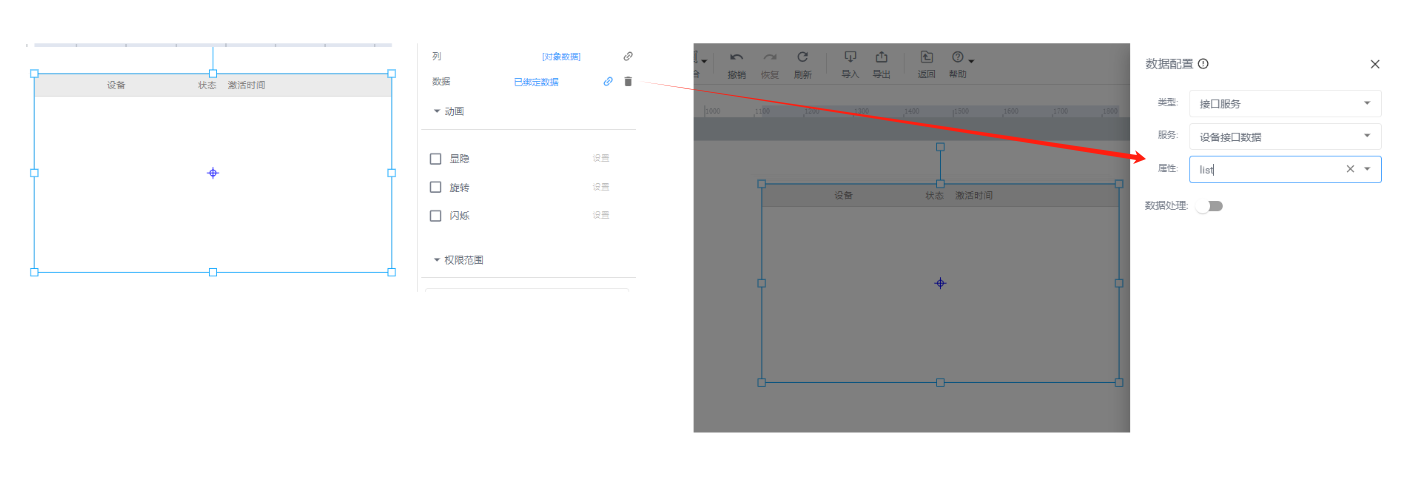 设备 状态 激活时间
列 [对象数据]
数据 已绑定数据
动画
显隐 设置
旋转 设置
闪烁 设置
权限范围
撤销 恢复 刷新 导入 导出 返回 帮助
1000 1100 1200 1300 1400 1500 1600 1700 1800
设备 状态 激活时间
数据配置
类型: 接口服务
服务: 设备接口数据
属性: list
数据处理: